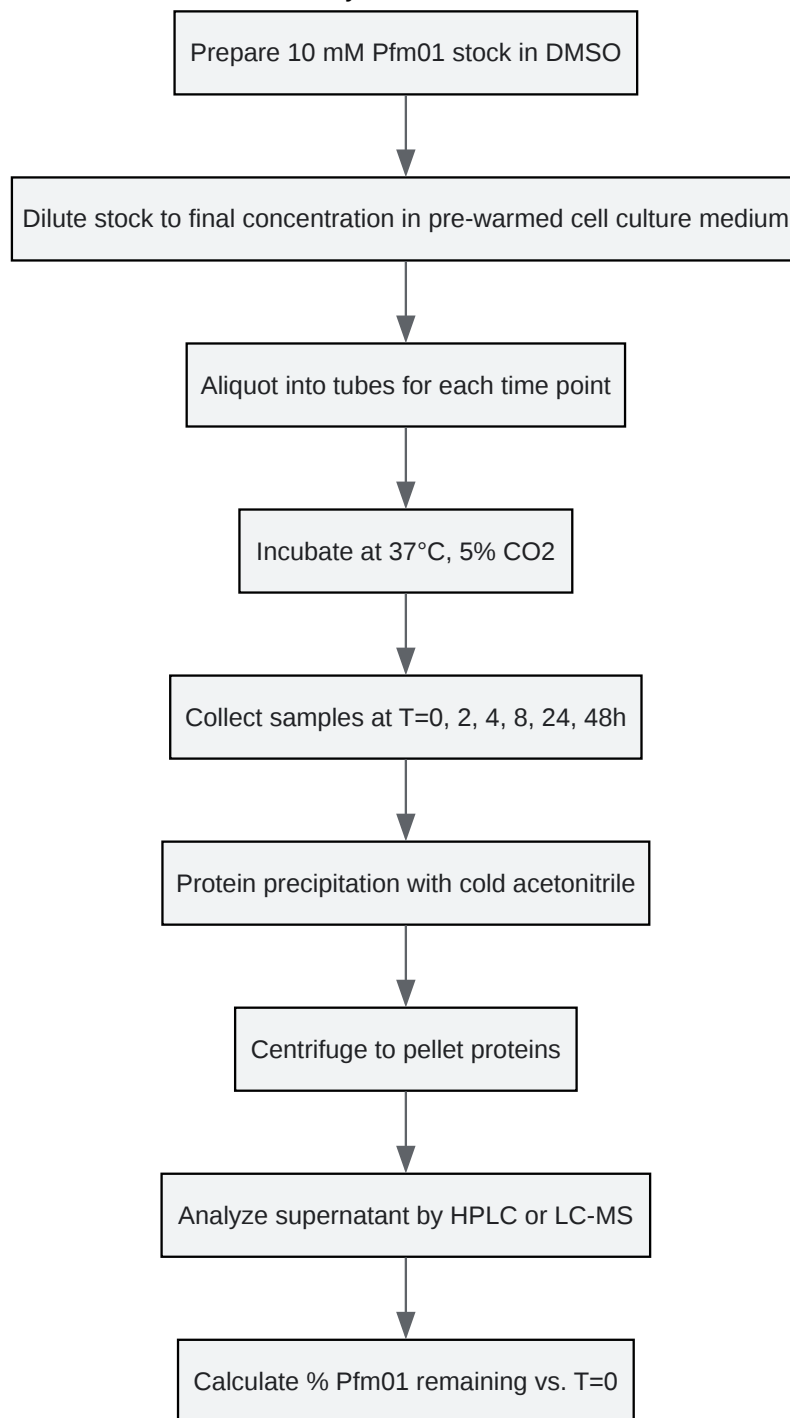 Prepare 10 mM Pfm01 stock in DMSO
Dilute stock to final concentration in pre-warmed cell culture medium
Aliquot into tubes for each time point
Incubate at 37°C, 5% CO2
Collect samples at T=0, 2, 4, 8, 24, 48h
Protein precipitation with cold acetonitrile
Centrifuge to pellet proteins
Analyze supernatant by HPLC or LC-MS
Calculate % Pfm01 remaining vs. T=0